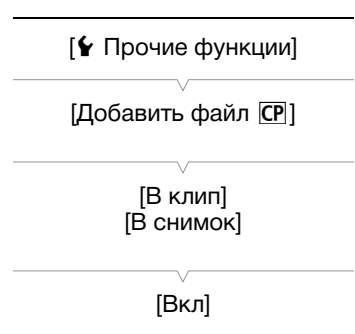 [Прочие функции]
[Добавить файл CP]
[В клип]
[В снимок]
[Вкл]